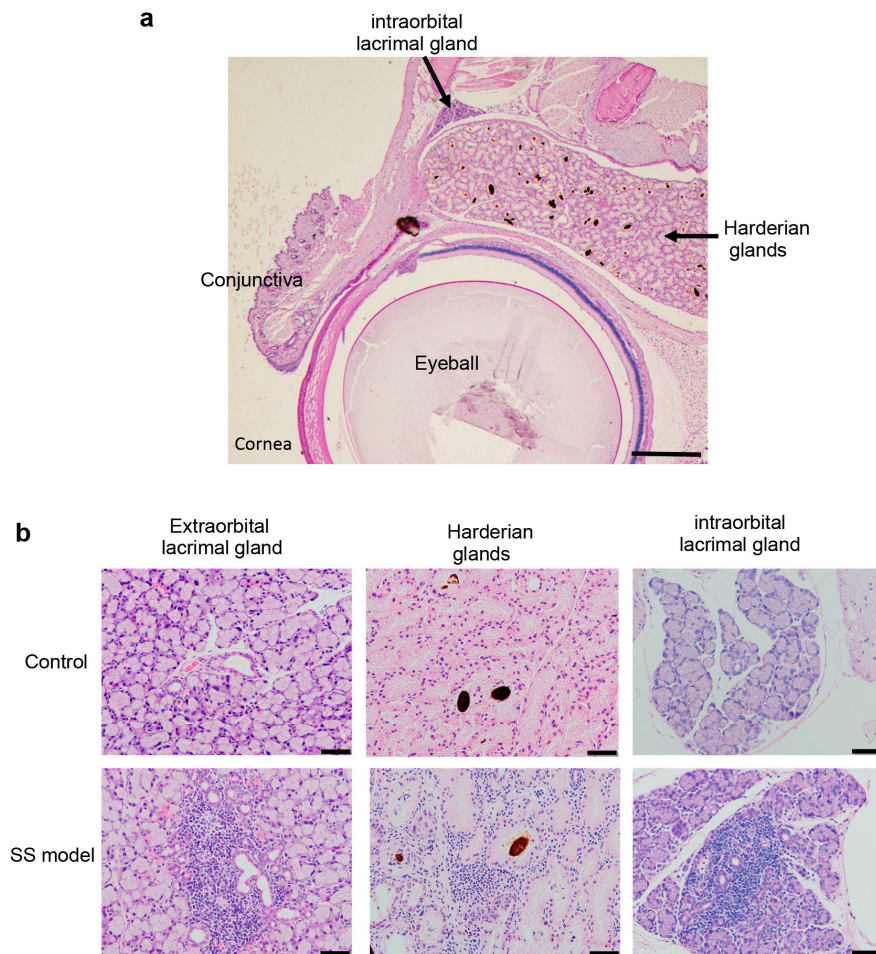 a
intraorbital
lacrimal gland
Harderian
glands
Conjunctiva
Eyeball
Cornea
b
Extraorbital
lacrimal gland
Harderian
glands
intraorbital
lacrimal gland
Control
SS model